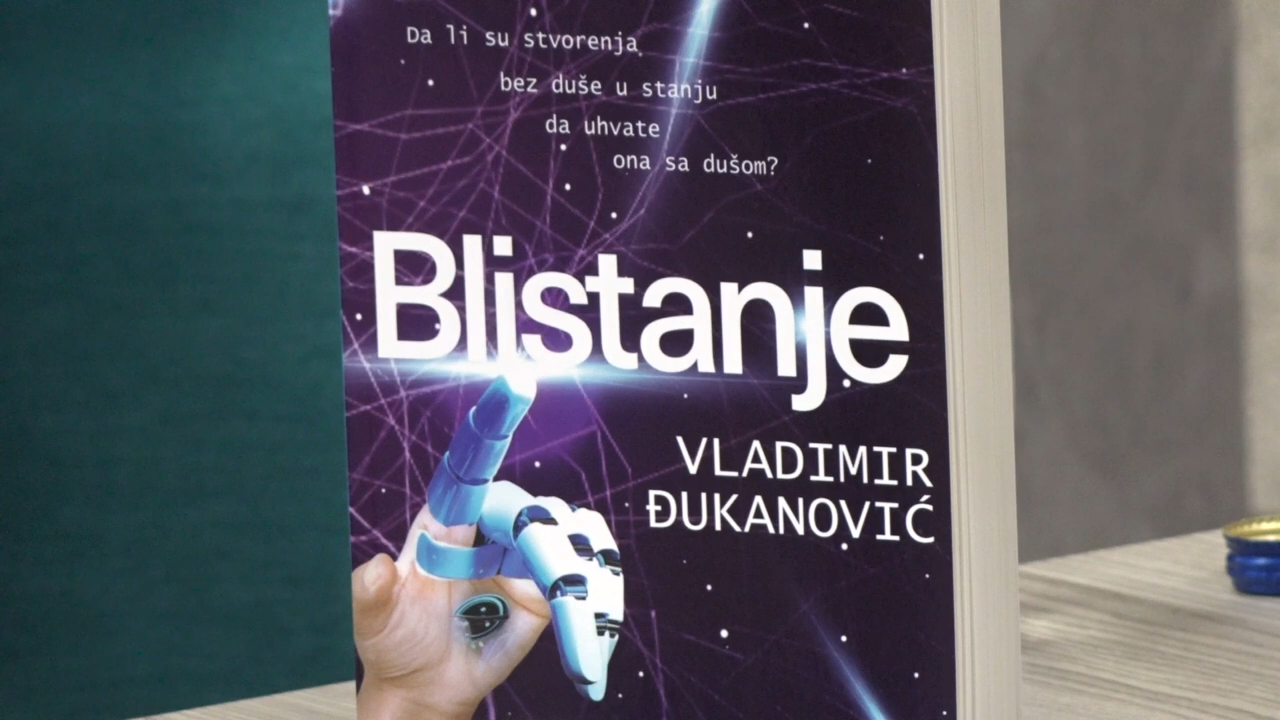 Da li su stvorenja
bez duše u stanju
da uhvate
ona sa dušom?
Blistanje
VLADIMIR
ĐUKANOVIĆ